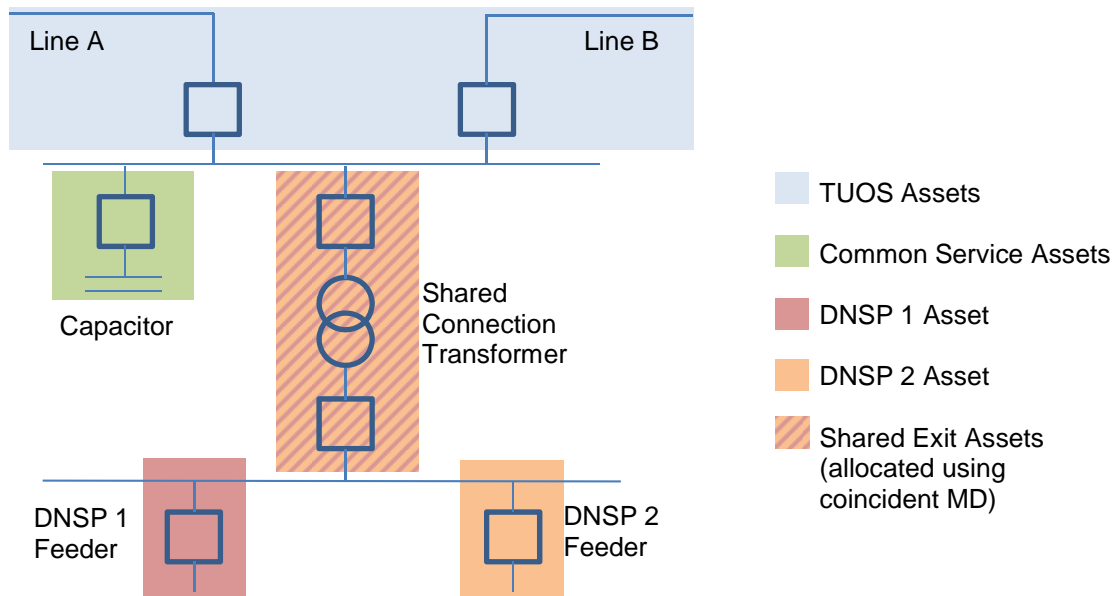 Line A
Line B
Capacitor
Shared
Connection
Transformer
DNSP 1
Feeder
DNSP 2
Feeder
TUOS Assets
Common Service Assets
DNSP 1 Asset
DNSP 2 Asset
Shared Exit Assets
(allocated using
coincident MD)